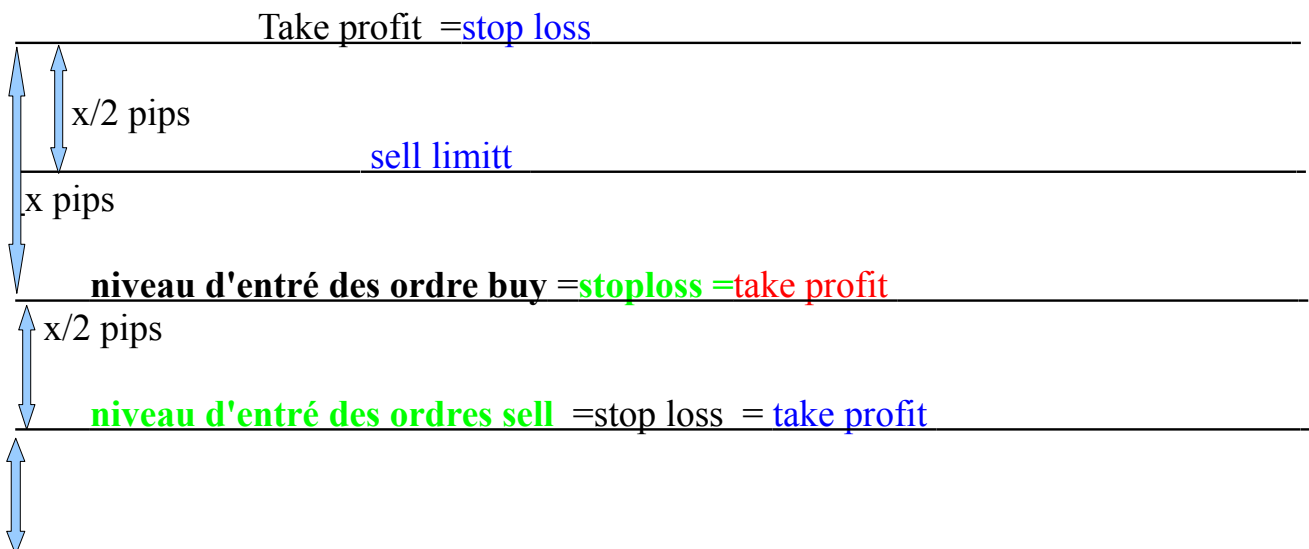 Take profit =stop loss
x/2 pips
sell limitt
x pips
niveau d'entré des ordre buy =stoploss =take profit
x/2 pips
niveau d'entré des ordres sell =stop loss = take profit